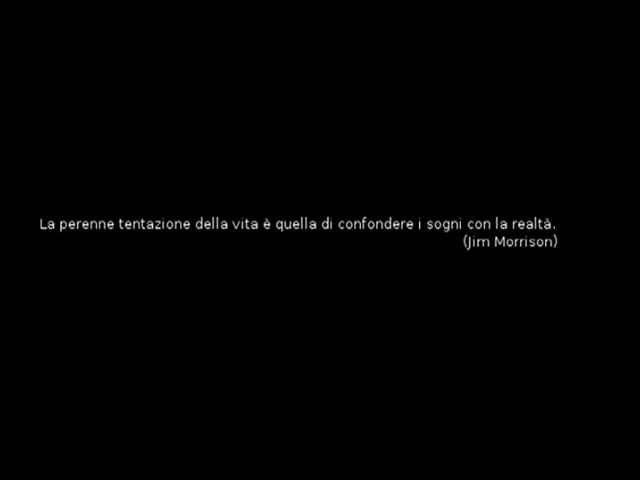 La perenne tentazione della vita è quella di confondere i sogni con la realtà.
(Jim Morrison)